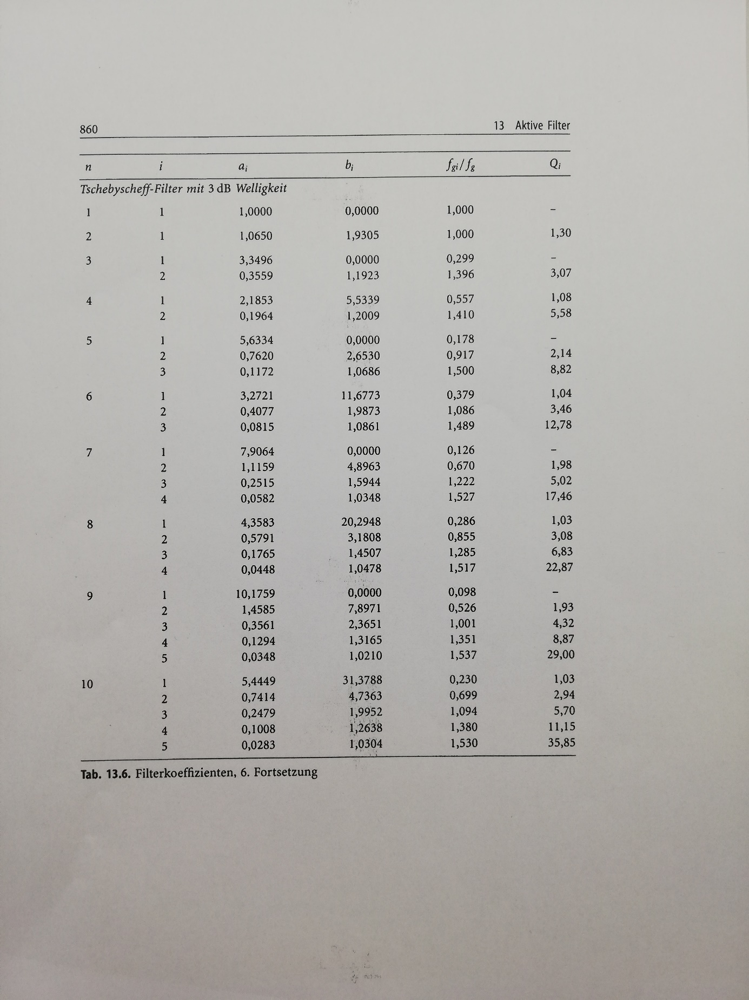 860 13 Aktive Filter
n i ai bi fgi/fg Qi
Tschebyscheff-Filter mit 3 dB Welligkeit
1 1 1,0000 0,0000 1,000 –
2 1 1,0650 1,9305 1,000 1,30
3 1 3,3496 0,0000 0,299 –
2 0,3559 1,1923 1,396 3,07
4 1 2,1853 5,5339 0,557 1,08
2 0,1964 1,2009 1,410 5,58
5 1 5,6334 0,0000 0,178 –
2 0,7620 2,6530 0,917 2,14
3 0,1172 1,0686 1,500 8,82
6 1 3,2721 11,6773 0,379 1,04
2 0,4077 1,9873 1,086 3,46
3 0,0815 1,0861 1,489 12,78
7 1 7,9064 0,0000 0,126 –
2 1,1159 4,8963 0,670 1,98
3 0,2515 1,5944 1,222 5,02
4 0,0582 1,0348 1,527 17,46
8 1 4,3583 20,2948 0,286 1,03
2 0,5791 3,1808 0,855 3,08
3 0,1765 1,4507 1,285 6,83
4 0,0448 1,0478 1,517 22,87
9 1 10,1759 0,0000 0,098 –
2 1,4585 7,8971 0,526 1,93
3 0,3561 2,3651 1,001 4,32
4 0,1294 1,3165 1,351 8,87
5 0,0348 1,0210 1,537 29,00
10 1 5,4449 31,3788 0,230 1,03
2 0,7414 4,7363 0,699 2,94
3 0,2479 1,9952 1,094 5,70
4 0,1008 1,2638 1,380 11,15
5 0,0283 1,0304 1,530 35,85
Tab. 13.6. Filterkoeffizienten, 6. Fortsetzung